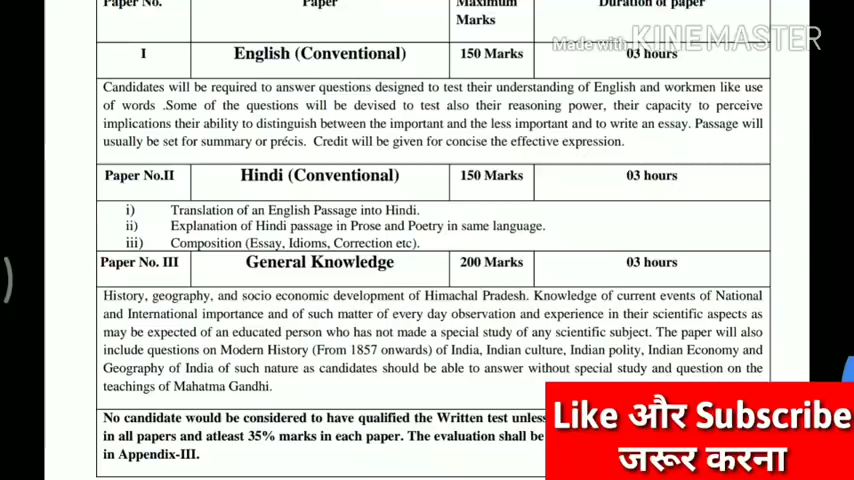 Paper No. Paper Maximum Marks Duration of paper
Made with KINEMASTER
I English (Conventional) 150 Marks 03 hours
Candidates will be required to answer questions designed to test their understanding of English and workmen like use
of words .Some of the questions will be devised to test also their reasoning power, their capacity to perceive
implications their ability to distinguish between the important and the less important and to write an essay. Passage will
usually be set for summary or précis. Credit will be given for concise the effective expression.
Paper No.II Hindi (Conventional) 150 Marks 03 hours
i) Translation of an English Passage into Hindi.
ii) Explanation of Hindi passage in Prose and Poetry in same language.
iii) Composition (Essay, Idioms, Correction etc).
Paper No. III General Knowledge 200 Marks 03 hours
History, geography, and socio economic development of Himachal Pradesh. Knowledge of current events of National
and International importance and of such matter of every day observation and experience in their scientific aspects as
may be expected of an educated person who has not made a special study of any scientific subject. The paper will also
include questions on Modern History (From 1857 onwards) of India, Indian culture, Indian polity, Indian Economy and
Geography of India of such nature as candidates should be able to answer without special study and question on the
teachings of Mahatma Gandhi.
No candidate would be considered to have qualified the Written test unless
in all papers and atleast 35% marks in each paper. The evaluation shall be
in Appendix-III.
Like और Subscribe
जरूर करना